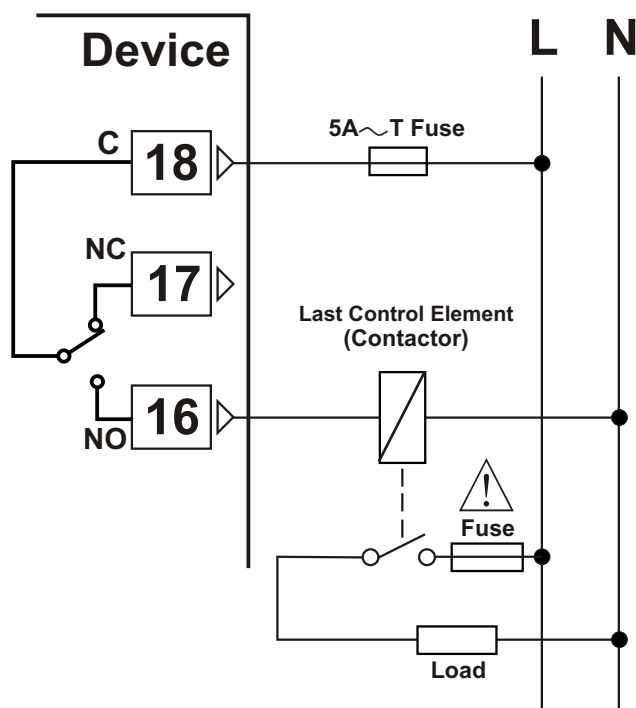 Device
L N
5A~T Fuse
C
18
NC
17
Last Control Element
(Contactor)
16
NO
!
Fuse
Load